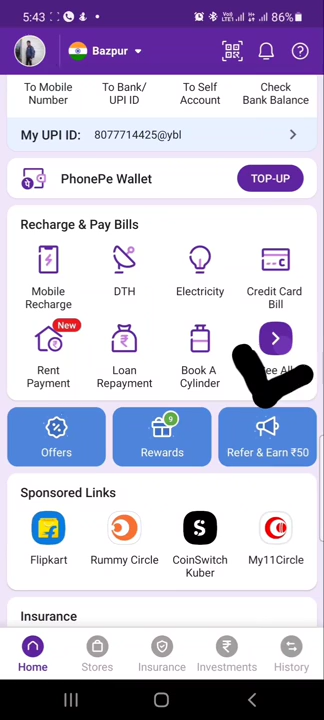 5:43
86%
Bazpur
To Mobile Number
To Bank/ UPI ID
To Self Account
Check Bank Balance
My UPI ID: 8077714425@ybl
PhonePe Wallet
TOP-UP
Recharge & Pay Bills
Mobile Recharge
DTH
Electricity
Credit Card Bill
New
Rent Payment
Loan Repayment
Book A Cylinder
ee All
9
Offers
Rewards
Refer & Earn ₹50
Sponsored Links
Flipkart
Rummy Circle
CoinSwitch Kuber
My11Circle
Insurance
Home
Stores
Insurance
Investments
History